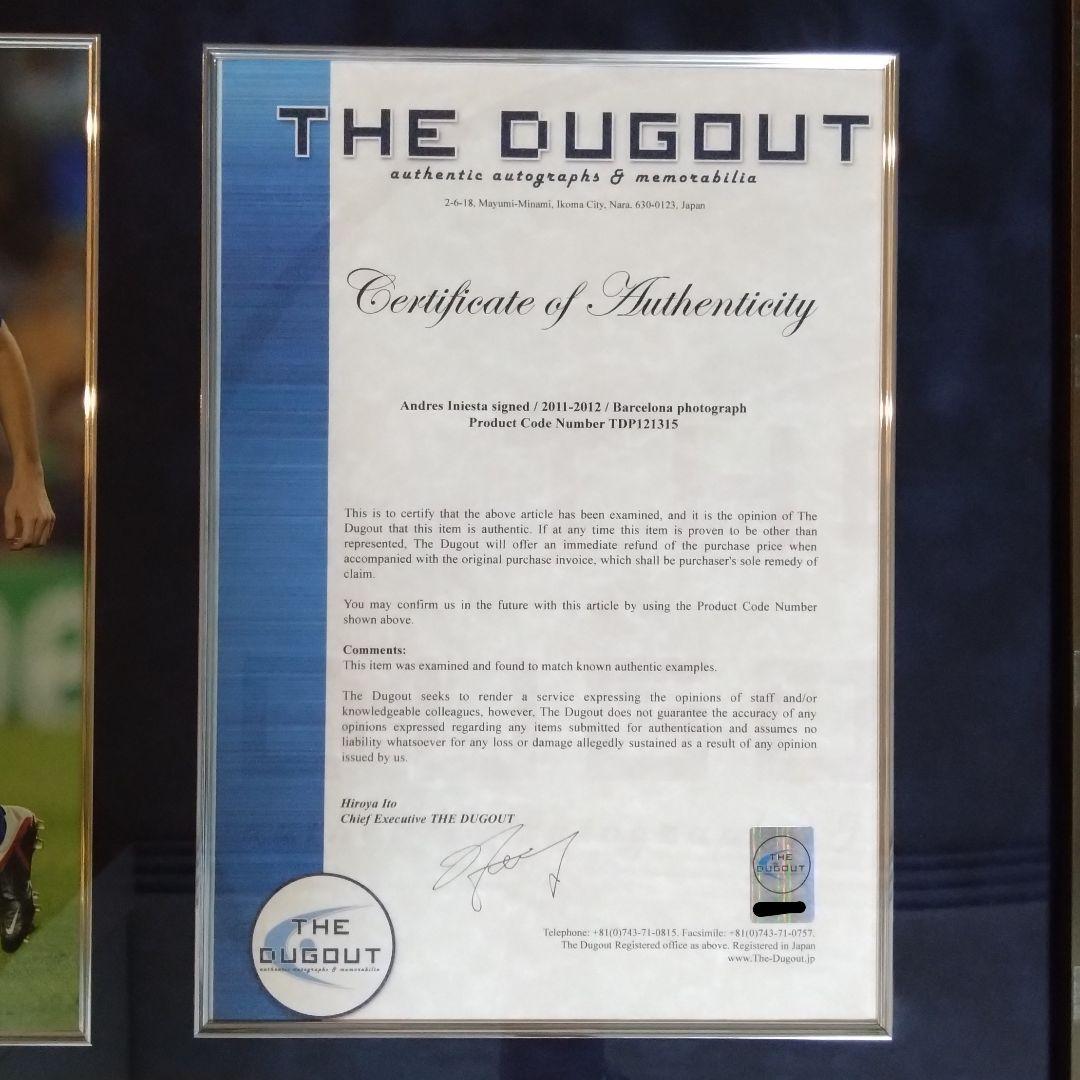 THE DUGOUT
authentic autographs & memorabilia
2-6-18, Mayumi-Minami, Ikoma City, Nara. 630-0123, Japan
Certificate of Authenticity
Andres Iniesta signed / 2011-2012 / Barcelona photograph
Product Code Number TDP121315
This is to certify that the above article has been examined, and it is the opinion of The
Dugout that this item is authentic. If at any time this item is proven to be other than
represented, The Dugout will offer an immediate refund of the purchase price when
accompanied with the original purchase invoice, which shall be purchaser's sole remedy of
claim.
You may confirm us in the future with this article by using the Product Code Number
shown above.
Comments:
This item was examined and found to match known authentic examples.
The Dugout seeks to render a service expressing the opinions of staff and/or
knowledgeable colleagues, however, The Dugout does not guarantee the accuracy of any
opinions expressed regarding any items submitted for authentication and assumes no
liability whatsoever for any loss or damage allegedly sustained as a result of any opinion
issued by us.
Hiroya Ito
Chief Executive THE DUGOUT
THE
DUGOUT
THE
DUGOUT
authentic autographs & memorabilia
Telephone: +81(0)743-71-0815. Facsimile: +81(0)743-71-0757.
The Dugout Registered office as above. Registered in Japan
www.The-Dugout.jp